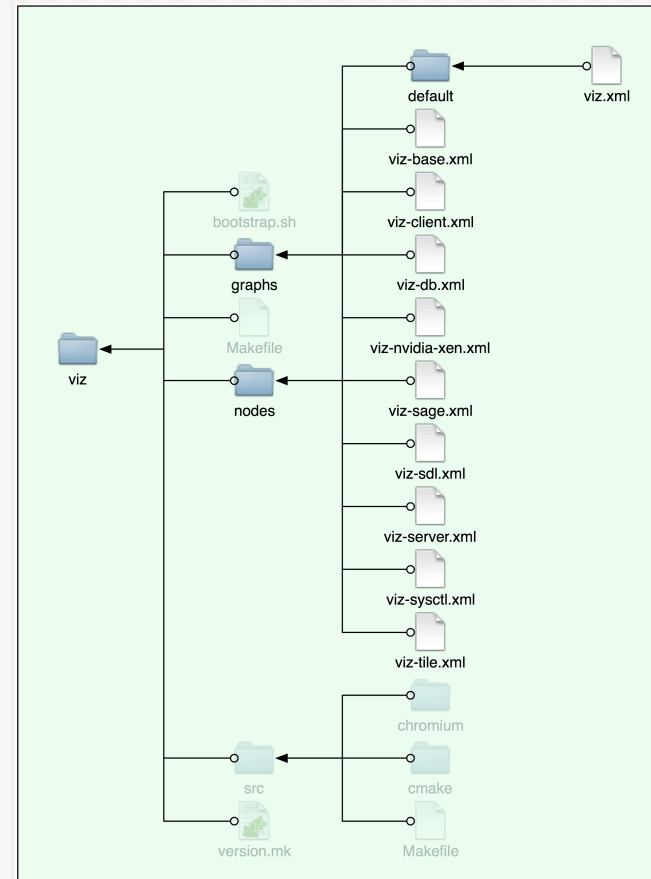 default
viz.xml
viz-base.xml
bootstrap.sh
viz-client.xml
graphs
viz-db.xml
Makefile
viz-nvidia-xen.xml
viz
nodes
viz-sage.xml
viz-sdl.xml
viz-server.xml
viz-sysctl.xml
viz-tile.xml
chromium
src
cmake
version.mk
Makefile